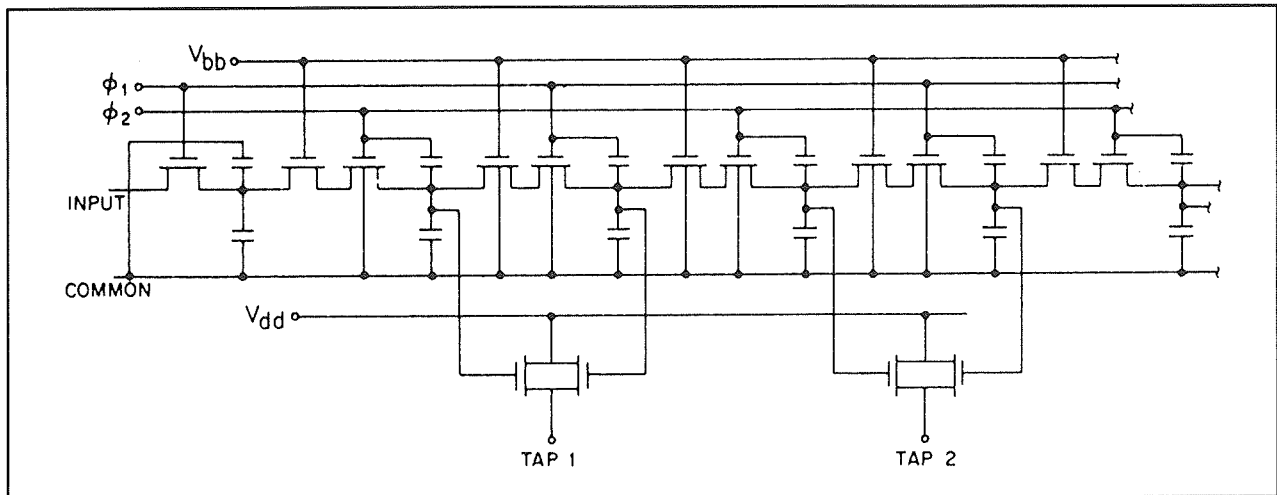 Vbb
ϕ1
ϕ2
INPUT
COMMON
Vdd
TAP 1
TAP 2